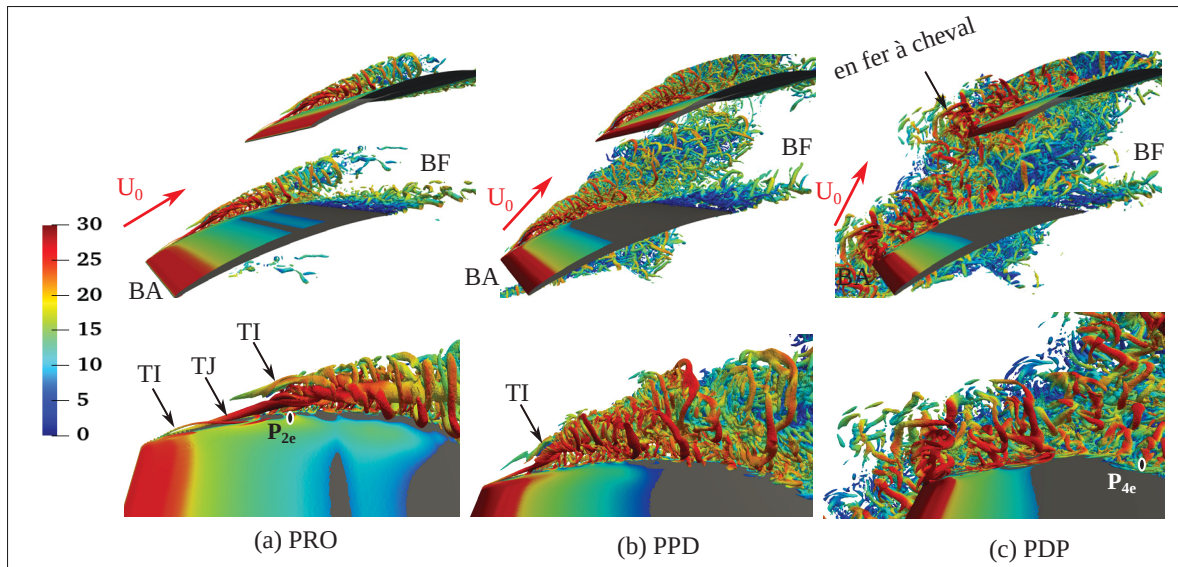 en fer à cheval
BF
BF
BF
U0
U0
U0
30
25
20
15
10
5
0
BA
BA
BA
TI
TI
TJ
P2e
TI
P4e
(a) PRO
(b) PPD
(c) PDP